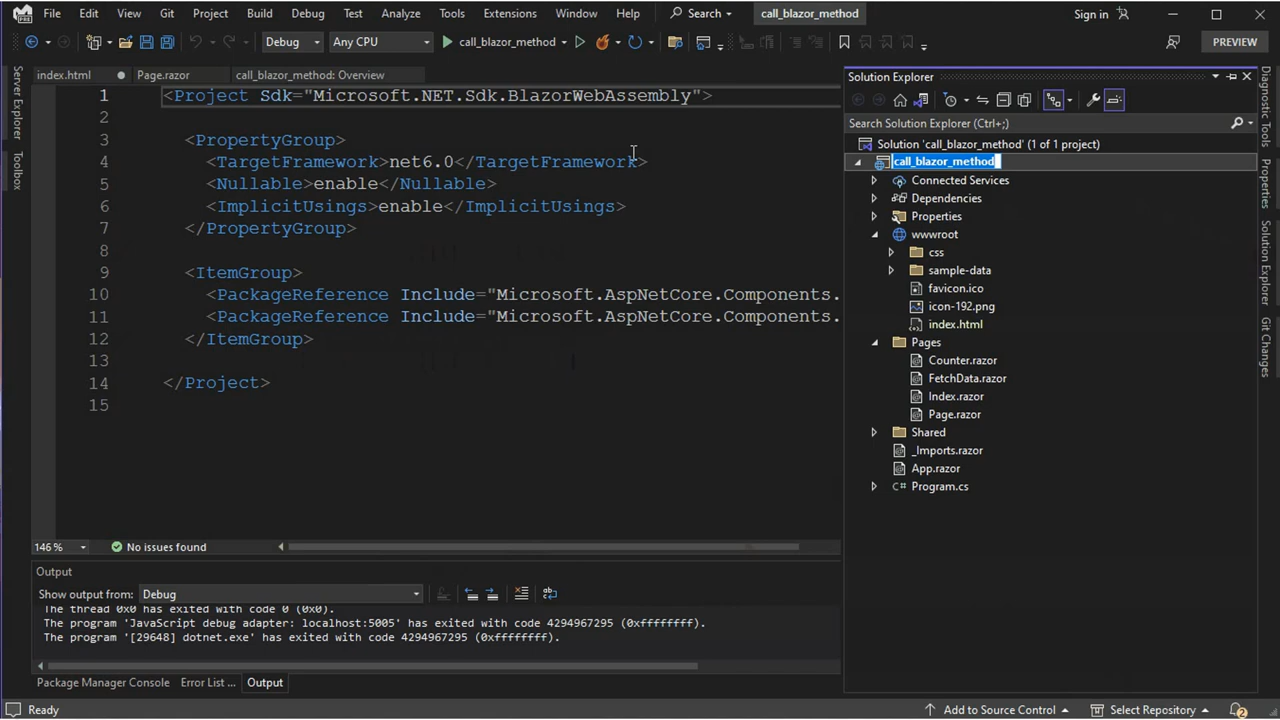 PRE
File Edit View Git Project Build Debug Test Analyze Tools Extensions Window Help Search call_blazor_method Sign in
Debug Any CPU call_blazor_method PREVIEW
index.html Page.razor call_blazor_method: Overview
1 <Project Sdk="Microsoft.NET.Sdk.BlazorWebAssembly">
2
3 <PropertyGroup>
4 <TargetFramework>net6.0</TargetFramework>
5 <Nullable>enable</Nullable>
6 <ImplicitUsings>enable</ImplicitUsings>
7 </PropertyGroup>
8
9 <ItemGroup>
10 <PackageReference Include="Microsoft.AspNetCore.Components.
11 <PackageReference Include="Microsoft.AspNetCore.Components.
12 </ItemGroup>
13
14 </Project>
15
146 % No issues found
Output
Show output from: Debug
The thread 0x0 has exited with code 0 (0x0).
The program 'JavaScript debug adapter: localhost:5005' has exited with code 4294967295 (0xffffffff).
The program '[29648] dotnet.exe' has exited with code 4294967295 (0xffffffff).
Package Manager Console Error List ... Output
Server Explorer
Toolbox
Solution Explorer
Search Solution Explorer (Ctrl+;)
Solution 'call_blazor_method' (1 of 1 project)
call_blazor_method
Connected Services
Dependencies
Properties
wwwroot
css
sample-data
favicon.ico
icon-192.png
index.html
Pages
Counter.razor
FetchData.razor
Index.razor
Page.razor
Shared
_Imports.razor
App.razor
C# Program.cs
Diagnostic Tools
Properties
Solution Explorer
Git Changes
Ready Add to Source Control Select Repository 2